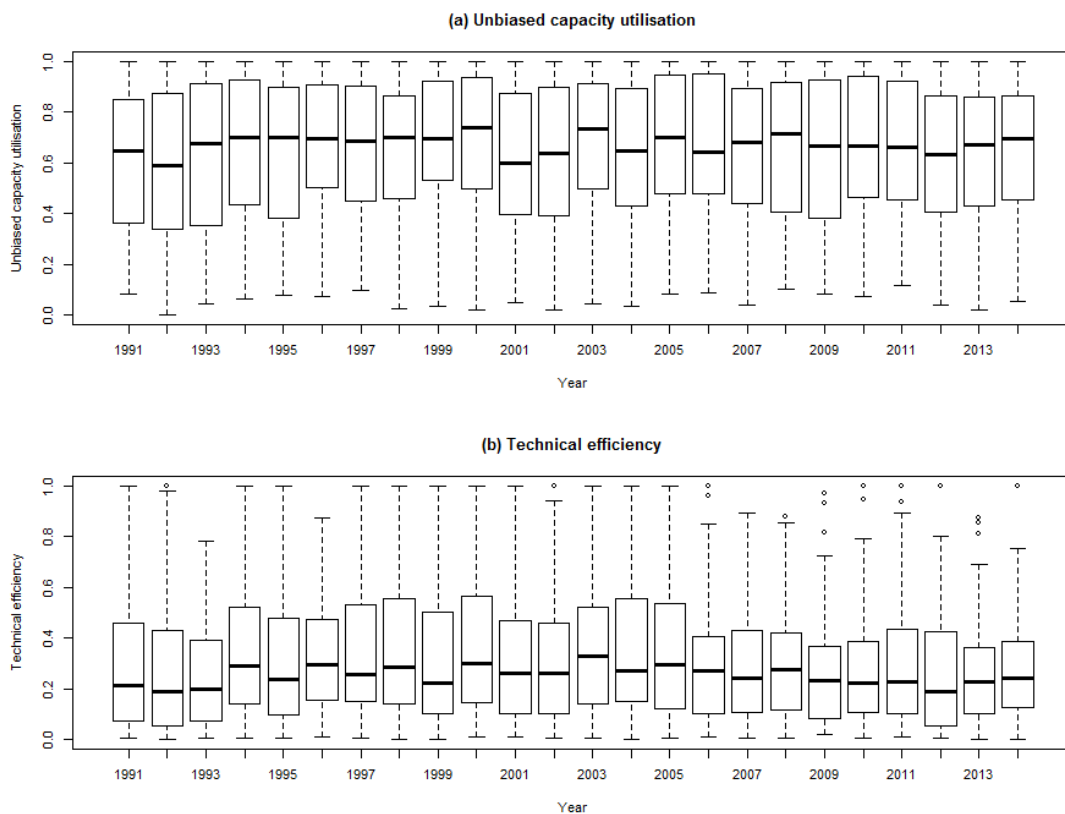 (a) Unbiased capacity utilisation
Unbiased capacity utilisation
1.0
0.8
0.6
0.4
0.2
0.0
1991 1993 1995 1997 1999 2001 2003 2005 2007 2009 2011 2013
Year
(b) Technical efficiency
Technical efficiency
1.0
0.8
0.6
0.4
0.2
0.0
1991 1993 1995 1997 1999 2001 2003 2005 2007 2009 2011 2013
Year